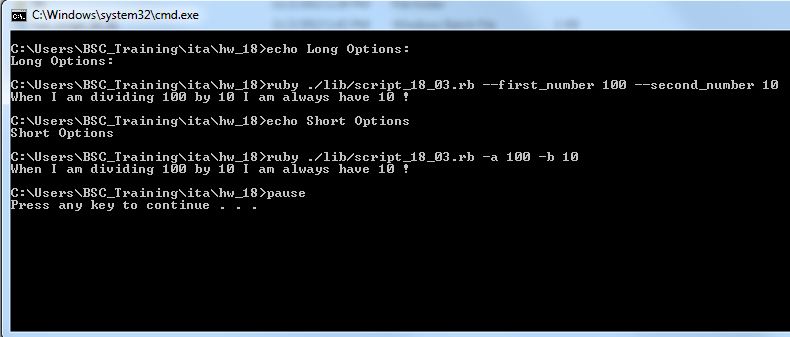 C:\Windows\system32\cmd.exe
C:\Users\BSC_Training\ita\hw_18>echo Long Options:
Long Options:
C:\Users\BSC_Training\ita\hw_18>ruby ./lib/script_18_03.rb --first_number 100 --second_number 10
When I am dividing 100 by 10 I am always have 10 !
C:\Users\BSC_Training\ita\hw_18>echo Short Options
Short Options
C:\Users\BSC_Training\ita\hw_18>ruby ./lib/script_18_03.rb -a 100 -b 10
When I am dividing 100 by 10 I am always have 10 !
C:\Users\BSC_Training\ita\hw_18>pause
Press any key to continue . . .